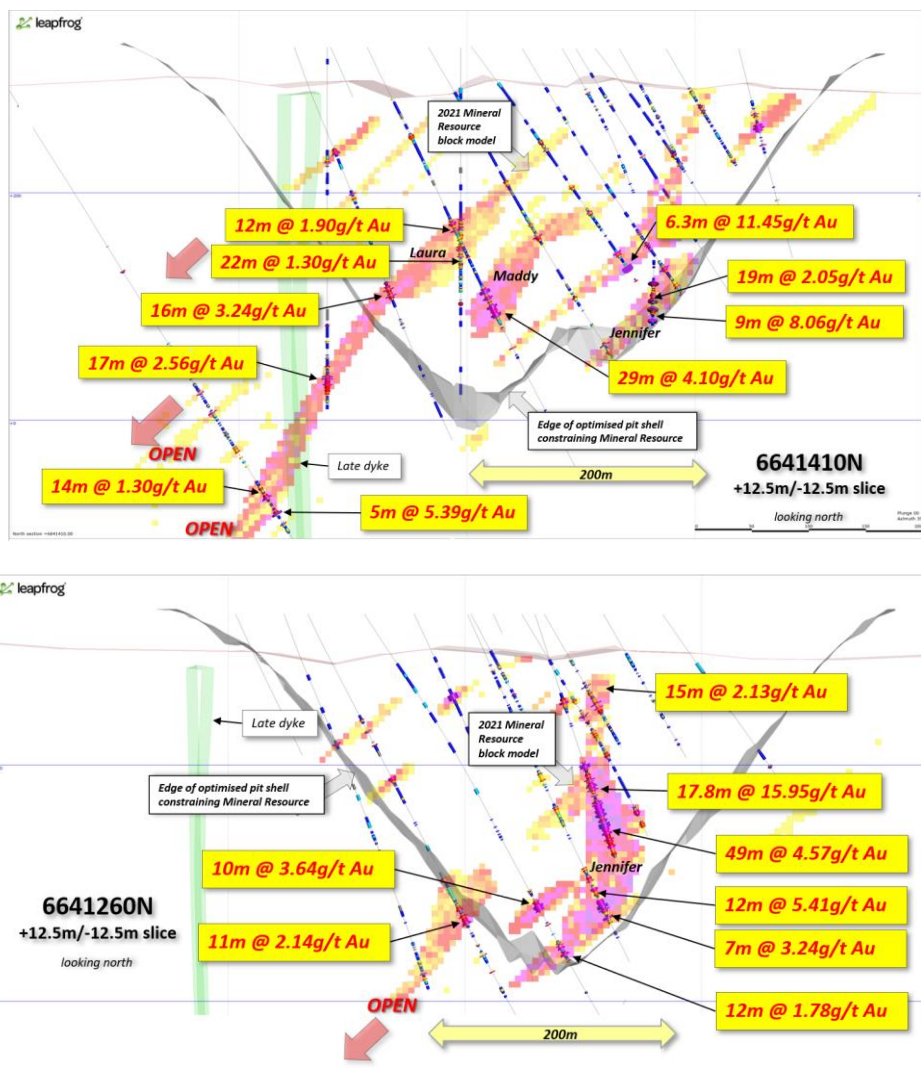 leapfrog
2021 Mineral
Resource
block model
+200
12m @ 1.90g/t Au
6.3m @ 11.45g/t Au
Laura
22m @ 1.30g/t Au
Maddy
19m @ 2.05g/t Au
16m @ 3.24g/t Au
9m @ 8.06g/t Au
Jennifer
17m @ 2.56g/t Au
29m @ 4.10g/t Au
+0
Edge of optimised pit shell
constraining Mineral Resource
OPEN
Late dyke
200m
6641410N
+12.5m/-12.5m slice
looking north
14m @ 1.30g/t Au
5m @ 5.39g/t Au
OPEN
0 50 100 150
leapfrog
15m @ 2.13g/t Au
Late dyke
2021 Mineral
Resource
block model
Edge of optimised pit shell
constraining Mineral Resource
17.8m @ 15.95g/t Au
49m @ 4.57g/t Au
10m @ 3.64g/t Au
Jennifer
12m @ 5.41g/t Au
6641260N
+12.5m/-12.5m slice
looking north
11m @ 2.14g/t Au
7m @ 3.24g/t Au
12m @ 1.78g/t Au
OPEN
200m